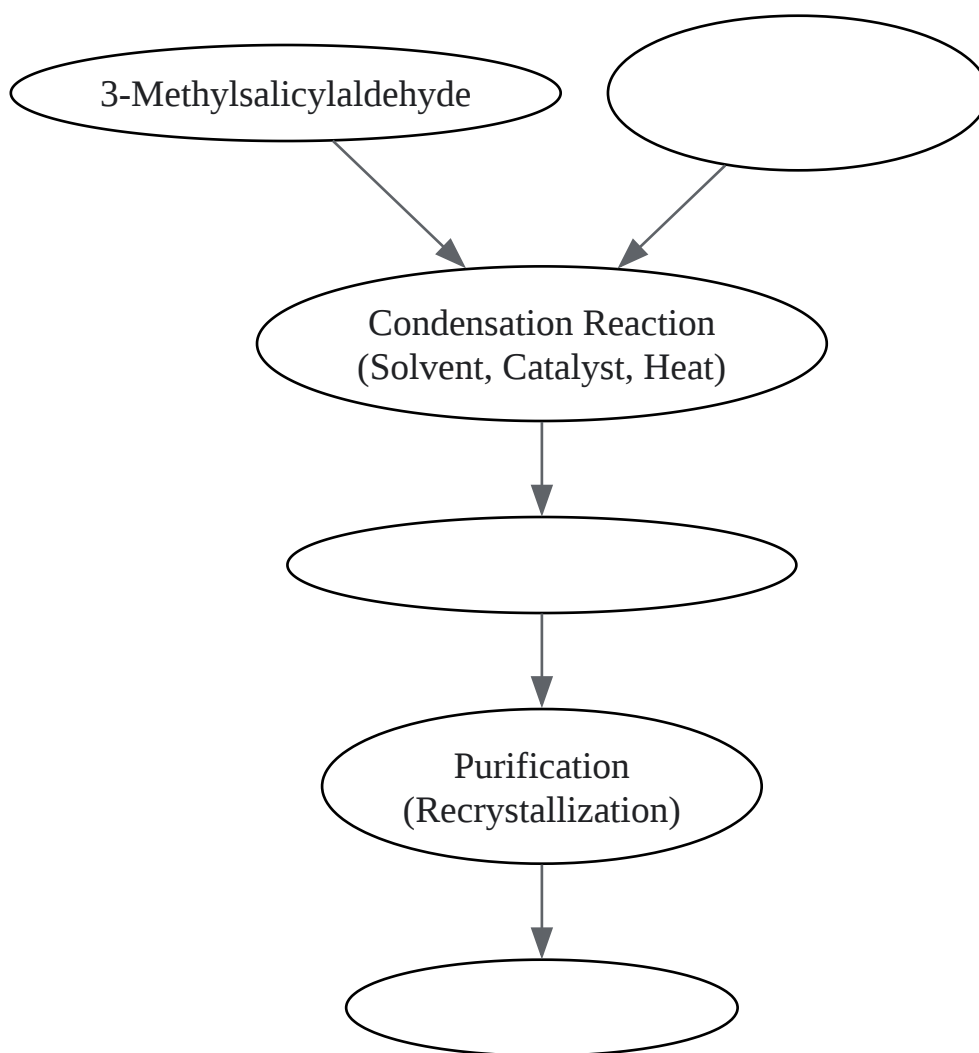 3-Methylsalicylaldehyde
Condensation Reaction
(Solvent, Catalyst, Heat)
Purification
(Recrystallization)